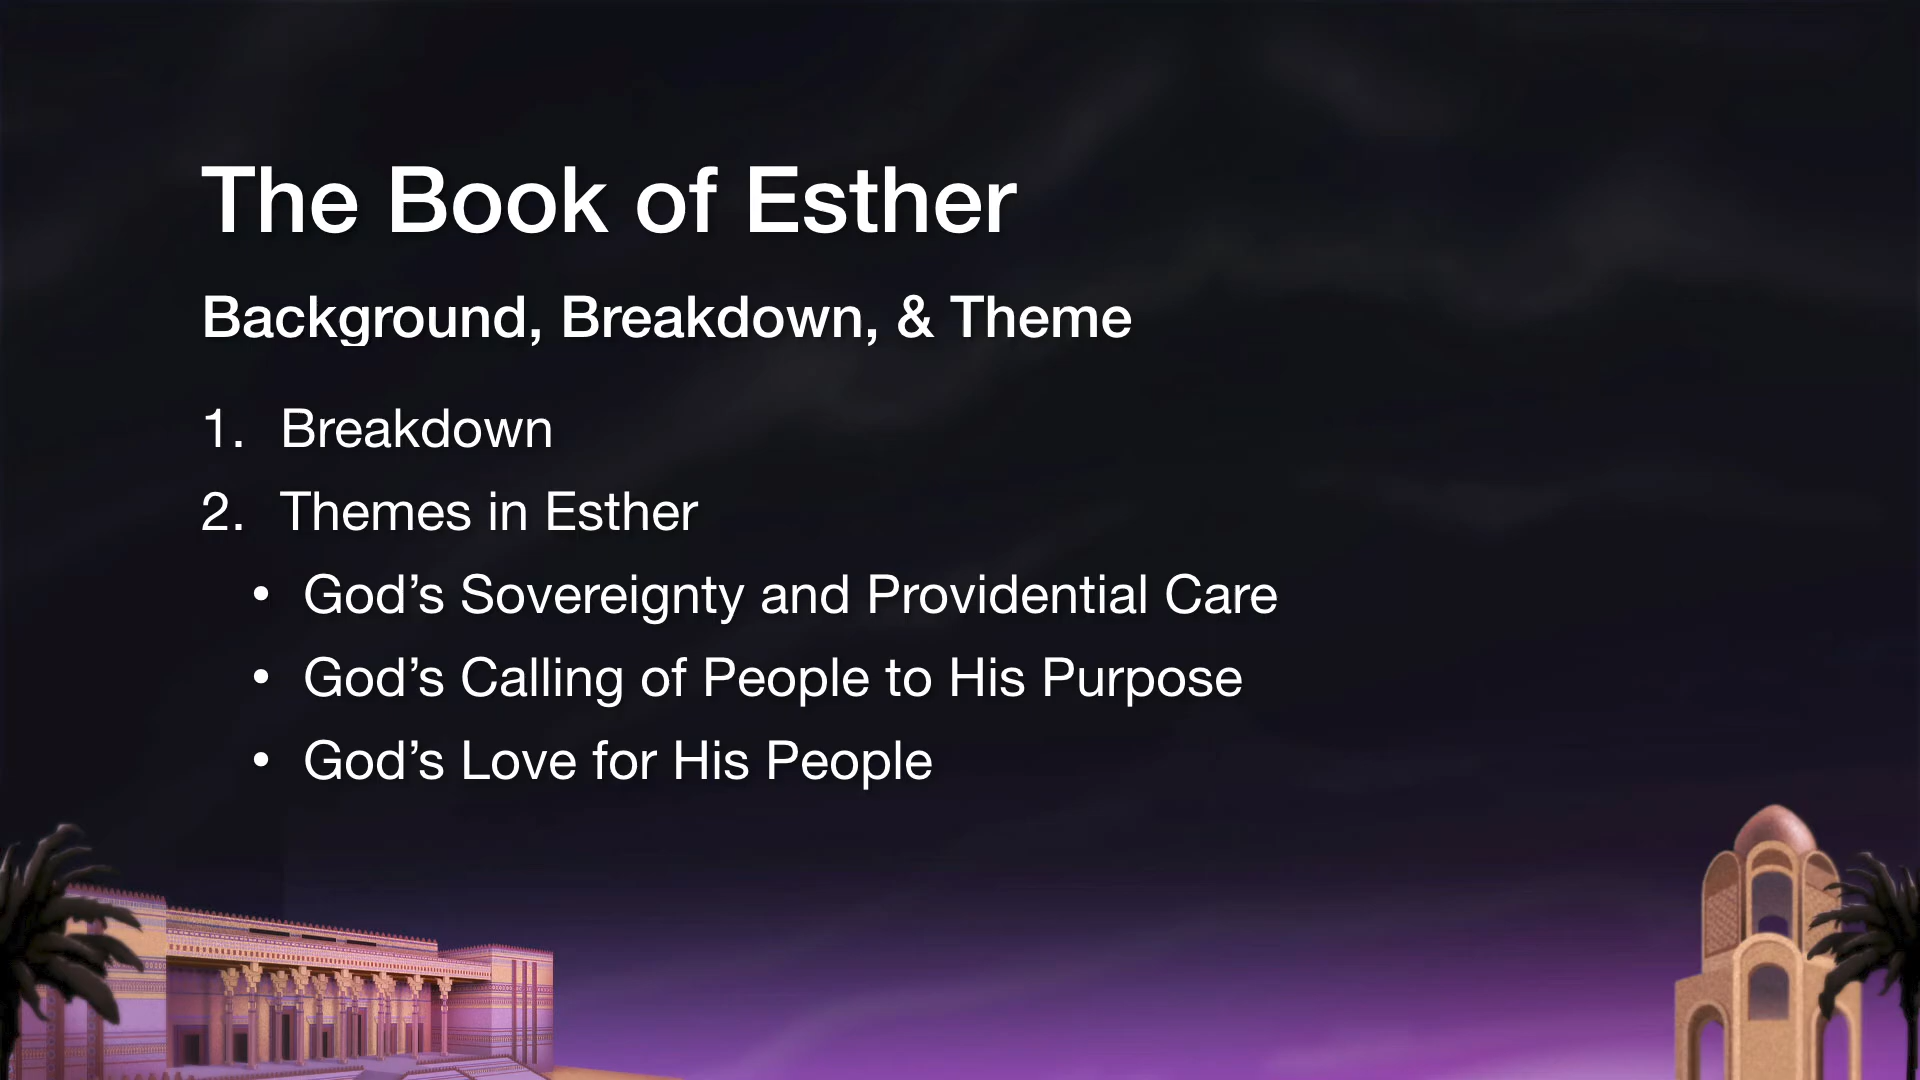 The Book of Esther
Background, Breakdown, & Theme
1. Breakdown
2. Themes in Esther
• God’s Sovereignty and Providential Care
• God’s Calling of People to His Purpose
• God’s Love for His People